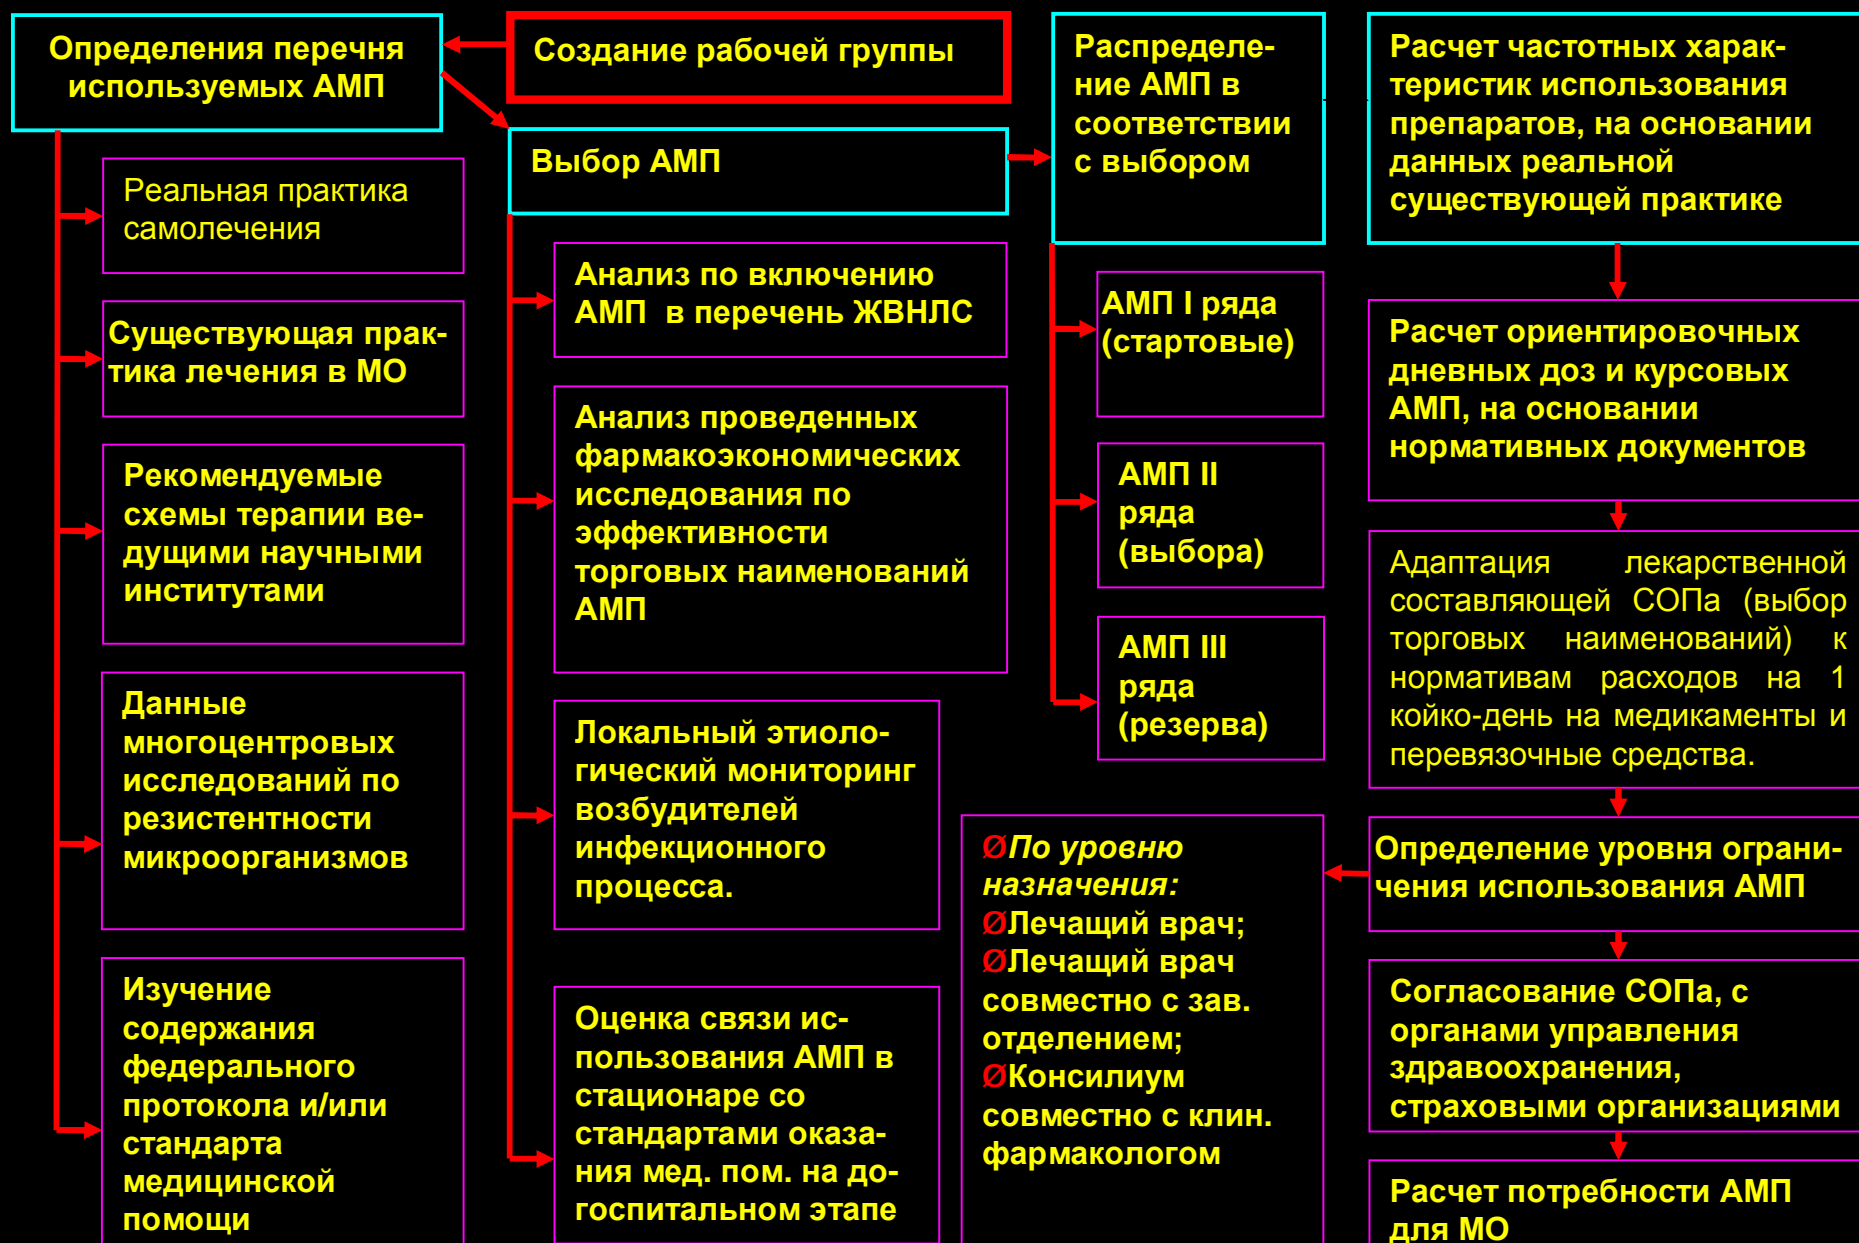 Определения перечня
используемых АМП
Реальная практика
самолечения
Существующая прак-
тика лечения в МО
Рекомендуемые
схемы терапии ве-
дущими научными
институтами
Данные
многоцентровых
исследований по
резистентности
микроорганизмов
Изучение
содержания
федерального
протокола и/или
стандарта
медицинской
помощи
Создание рабочей группы
Выбор АМП
Анализ по включению
АМП в перечень ЖВНЛС
Анализ проведенных
фармакоэкономических
исследования по
эффективности
торговых наименований
АМП
Локальный этиоло-
гический мониторинг
возбудителей
инфекционного
процесса.
Оценка связи ис-
пользования АМП в
стационаре со
стандартами оказа-
ния мед. пом. на до-
госпитальном этапе
Распределе-
ние АМП в
соответствии
с выбором
АМП I ряда
(стартовые)
АМП II
ряда
(выбора)
АМП III
ряда
(резерва)
ØПо уровню
назначения:
ØЛечащий врач;
ØЛечащий врач
совместно с зав.
отделением;
ØКонсилиум
совместно с клин.
фармакологом
Расчет частотных харак-
теристик использования
препаратов, на основании
данных реальной
существующей практике
Расчет ориентировочных
дневных доз и курсовых
АМП, на основании
нормативных документов
Адаптация лекарственной
составляющей СОПа (выбор
торговых наименований) к
нормативам расходов на 1
койко-день на медикаменты и
перевязочные средства.
Определение уровня ограни-
чения использования АМП
Согласование СОПа, с
органами управления
здравоохранения,
страховыми организациями
Расчет потребности АМП
для МО